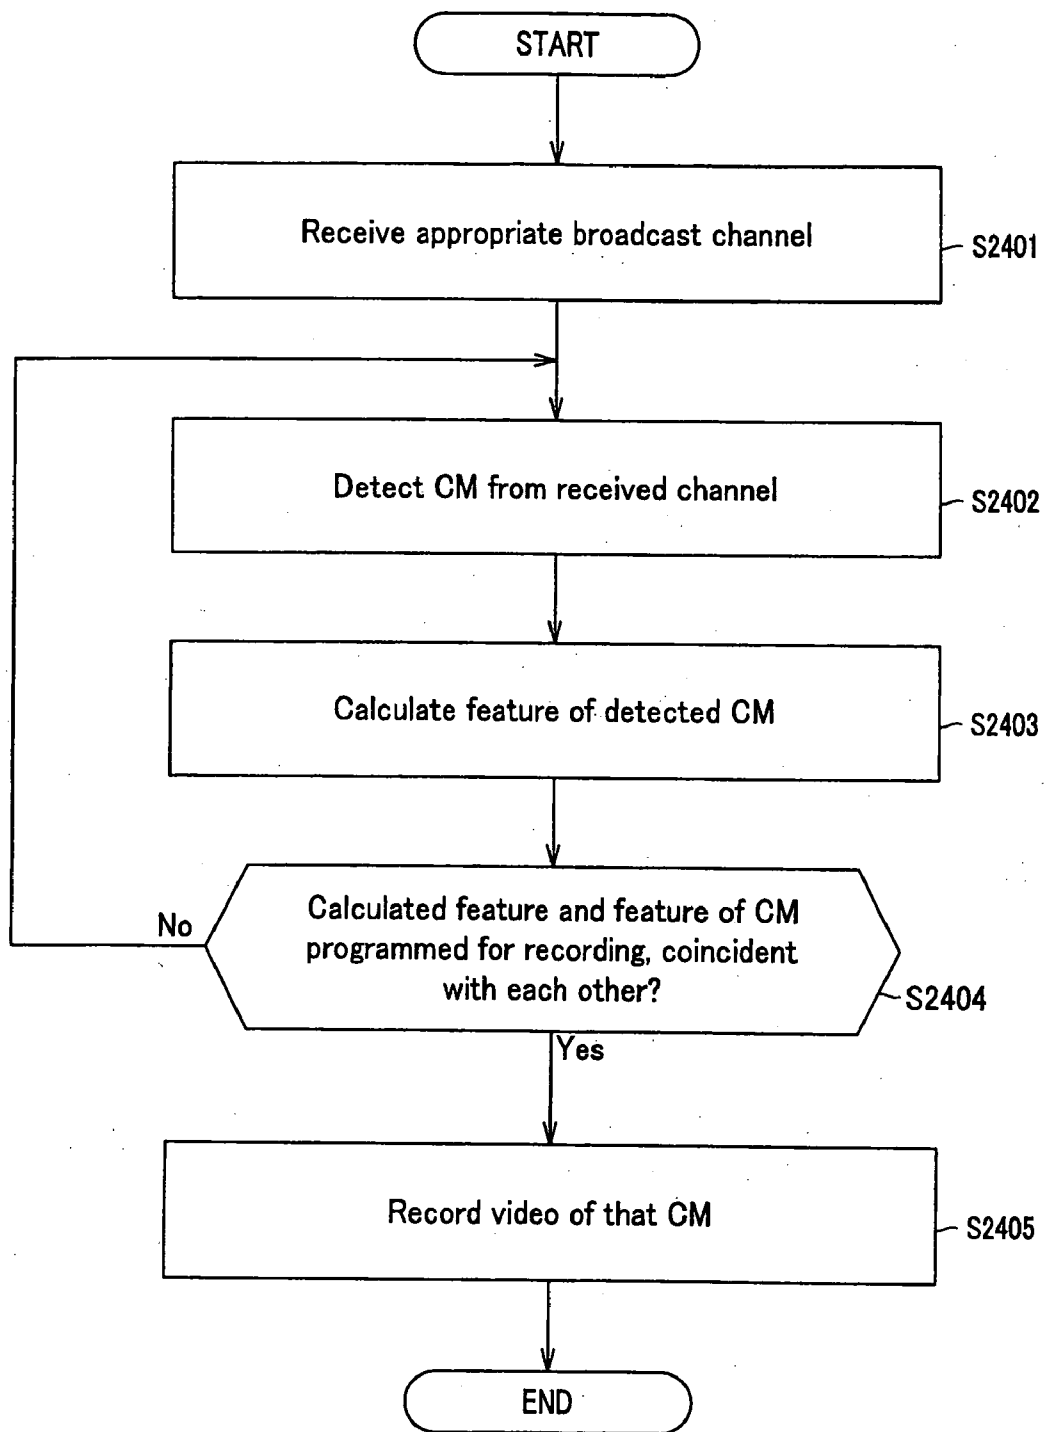 START
Receive appropriate broadcast channel
S2401
Detect CM from received channel
S2402
Calculate feature of detected CM
S2403
Calculated feature and feature of CM
programmed for recording, coincident
with each other?
No
S2404
Yes
Record video of that CM
S2405
END